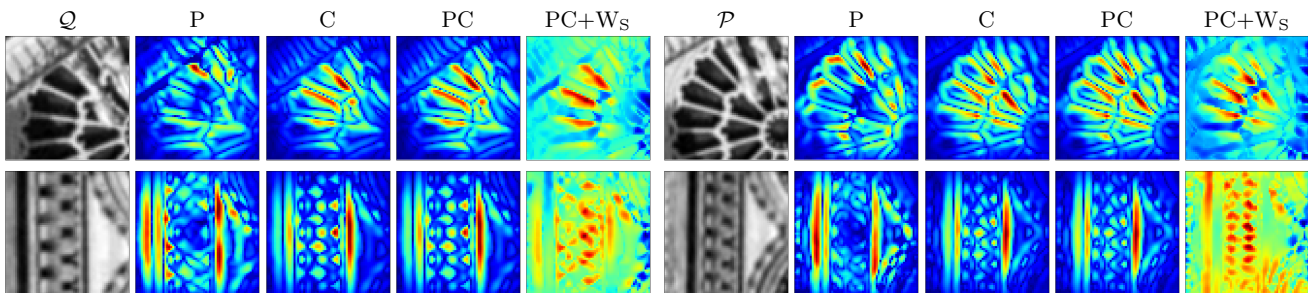 𝒬 P C PC PC+W_S 𝒫 P C PC PC+W_S